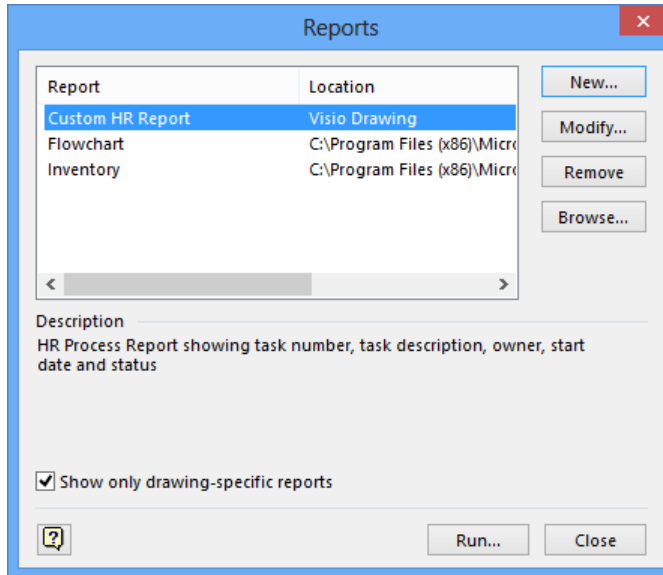 Reports
Report Location
New...
Custom HR Report Visio Drawing
Modify...
Flowchart C:\Program Files (x86)\Micro
Inventory C:\Program Files (x86)\Micro
Remove
Browse...
Description
HR Process Report showing task number, task description, owner, start
date and status
Show only drawing-specific reports
Run... Close